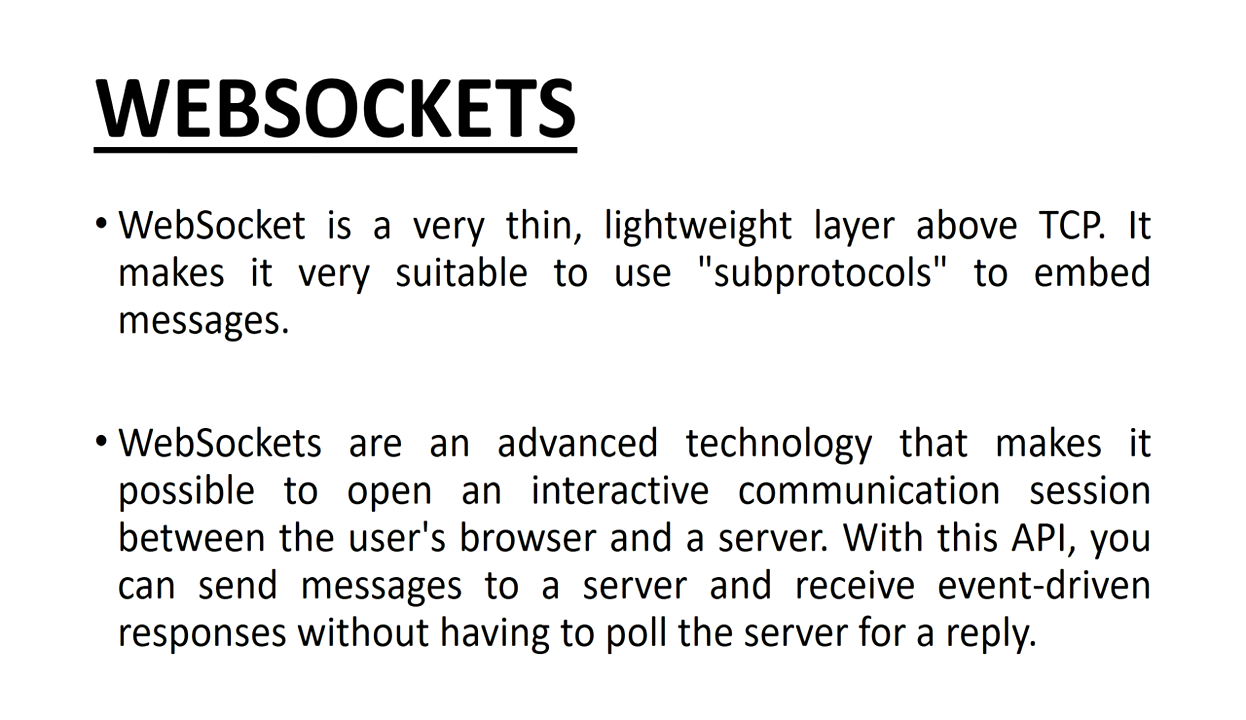 WEBSOCKETS
• WebSocket is a very thin, lightweight layer above TCP. It
makes it very suitable to use "subprotocols" to embed
messages.
• WebSockets are an advanced technology that makes it
possible to open an interactive communication session
between the user's browser and a server. With this API, you
can send messages to a server and receive event-driven
responses without having to poll the server for a reply.